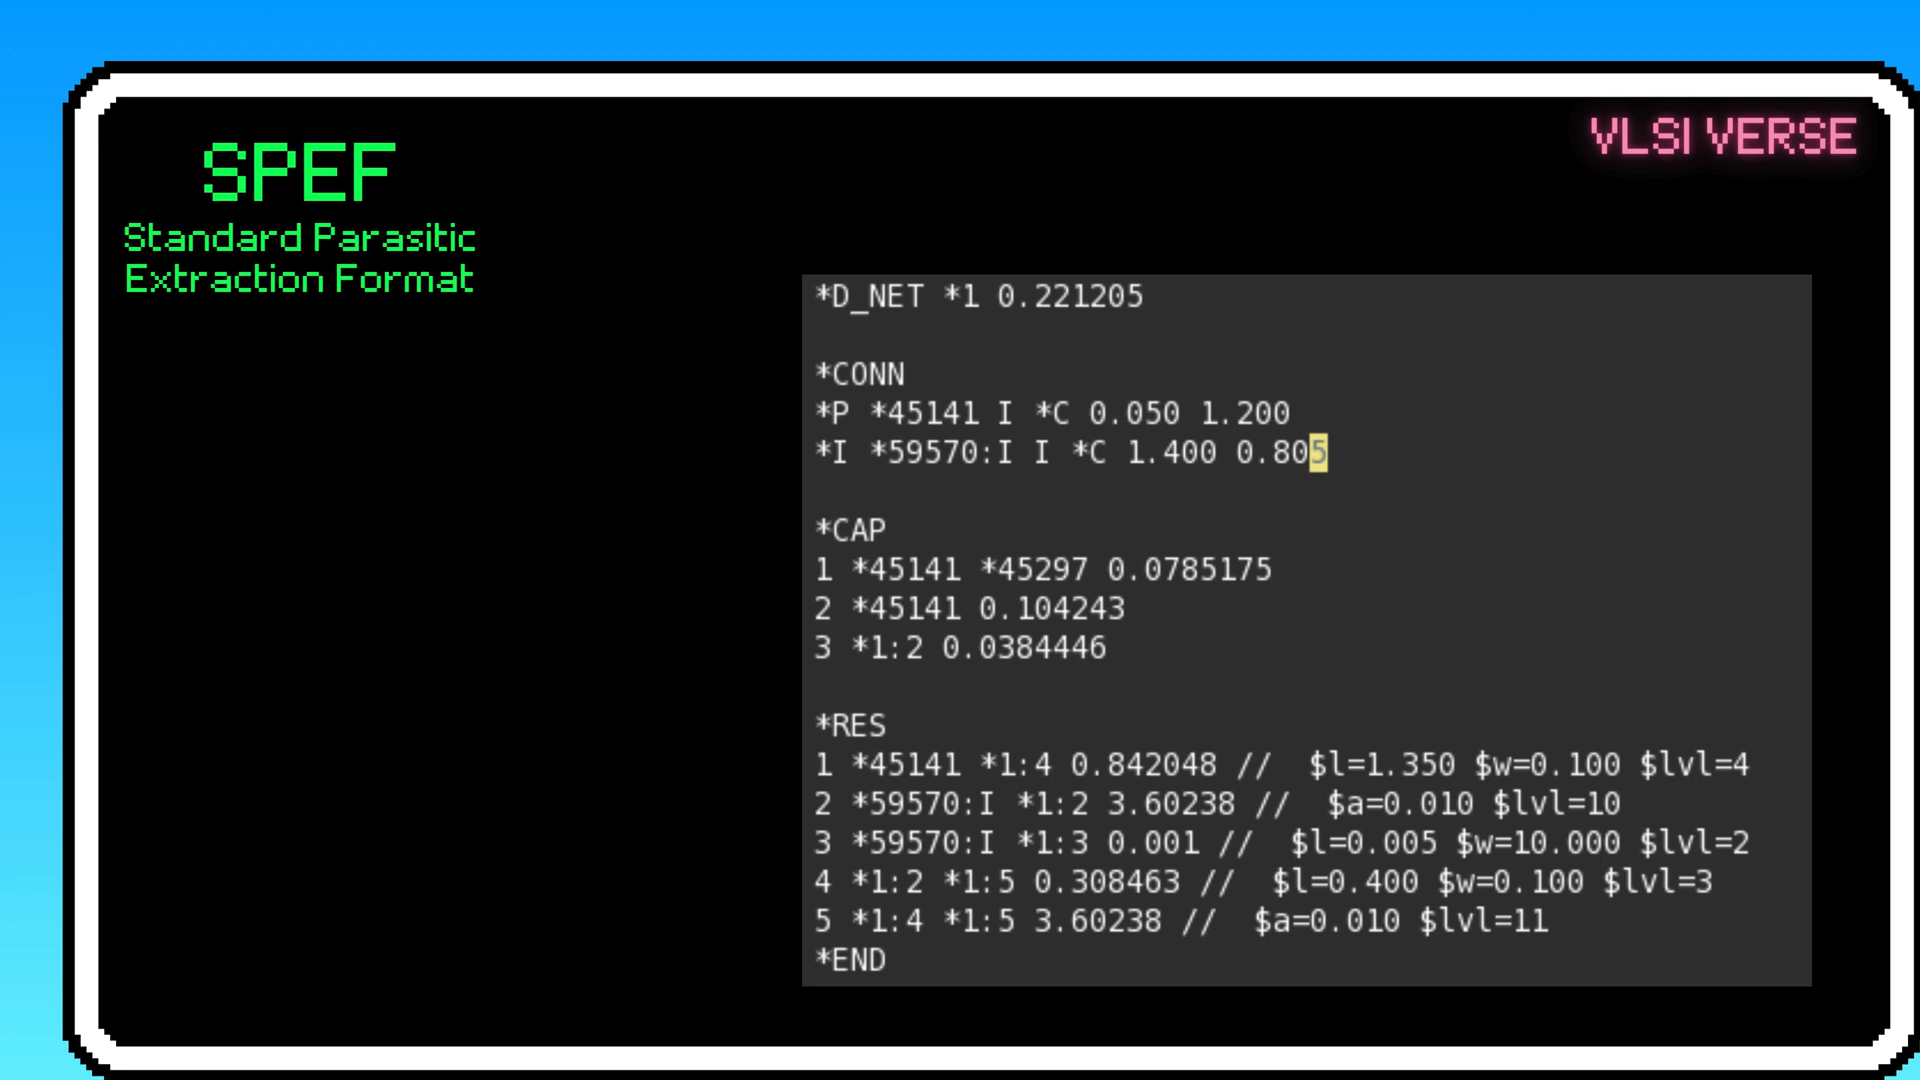 VLSI VERSE
SPEF
Standard Parasitic
Extraction Format
*D_NET *1 0.221205
*CONN
*P *45141 I *C 0.050 1.200
*I *59570:I I *C 1.400 0.805
*CAP
1 *45141 *45297 0.0785175
2 *45141 0.104243
3 *1:2 0.0384446
*RES
1 *45141 *1:4 0.842048 // $l=1.350 $w=0.100 $lvl=4
2 *59570:I *1:2 3.60238 // $a=0.010 $lvl=10
3 *59570:I *1:3 0.001 // $l=0.005 $w=10.000 $lvl=2
4 *1:2 *1:5 0.308463 // $l=0.400 $w=0.100 $lvl=3
5 *1:4 *1:5 3.60238 // $a=0.010 $lvl=11
*END